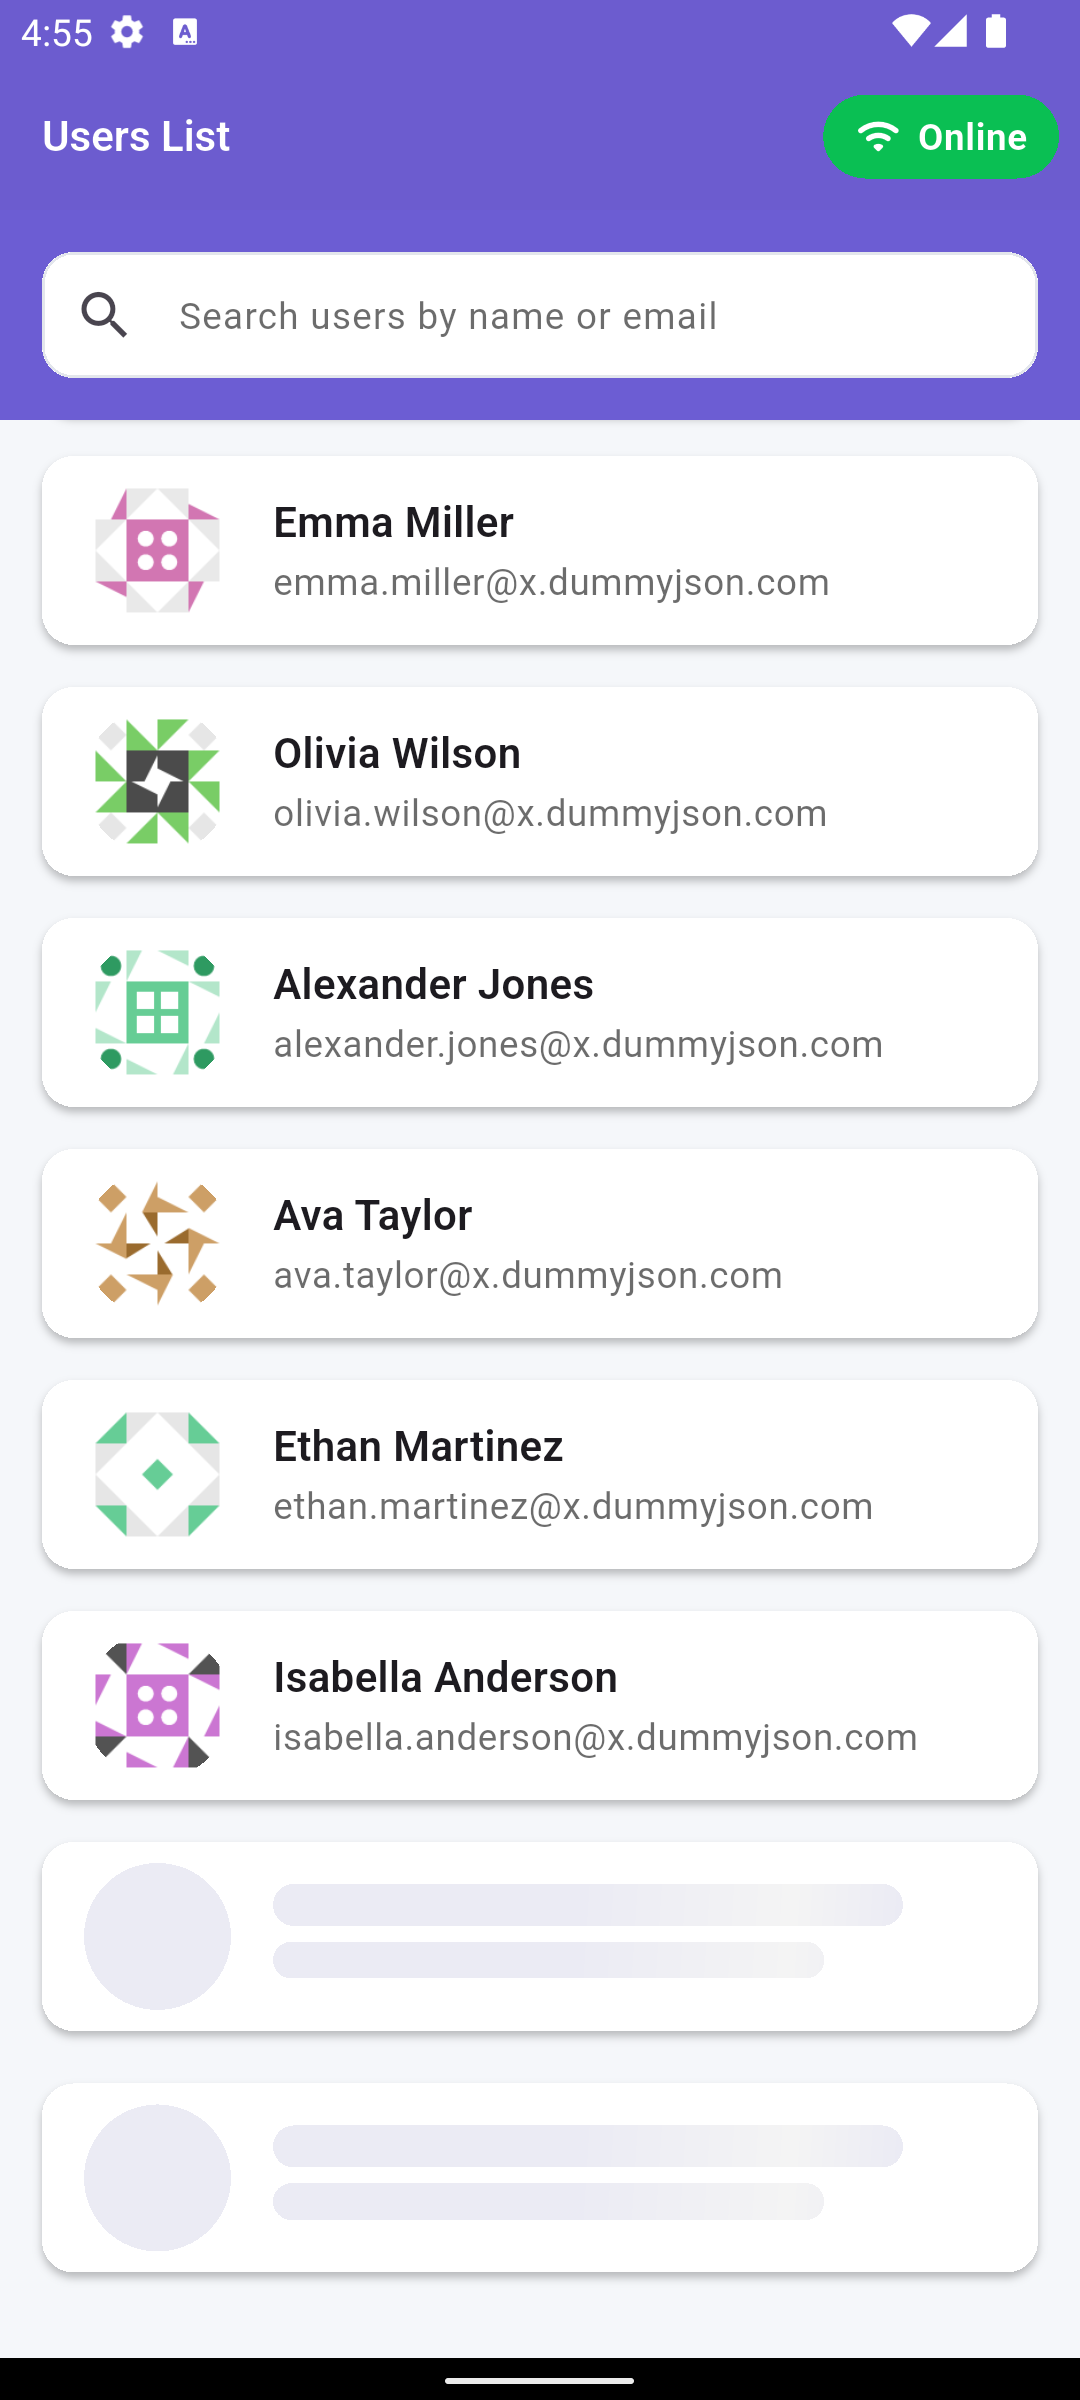 4:55
Users List
Online
Search users by name or email
Emma Miller
emma.miller@x.dummyjson.com
Olivia Wilson
olivia.wilson@x.dummyjson.com
Alexander Jones
alexander.jones@x.dummyjson.com
Ava Taylor
ava.taylor@x.dummyjson.com
Ethan Martinez
ethan.martinez@x.dummyjson.com
Isabella Anderson
isabella.anderson@x.dummyjson.com